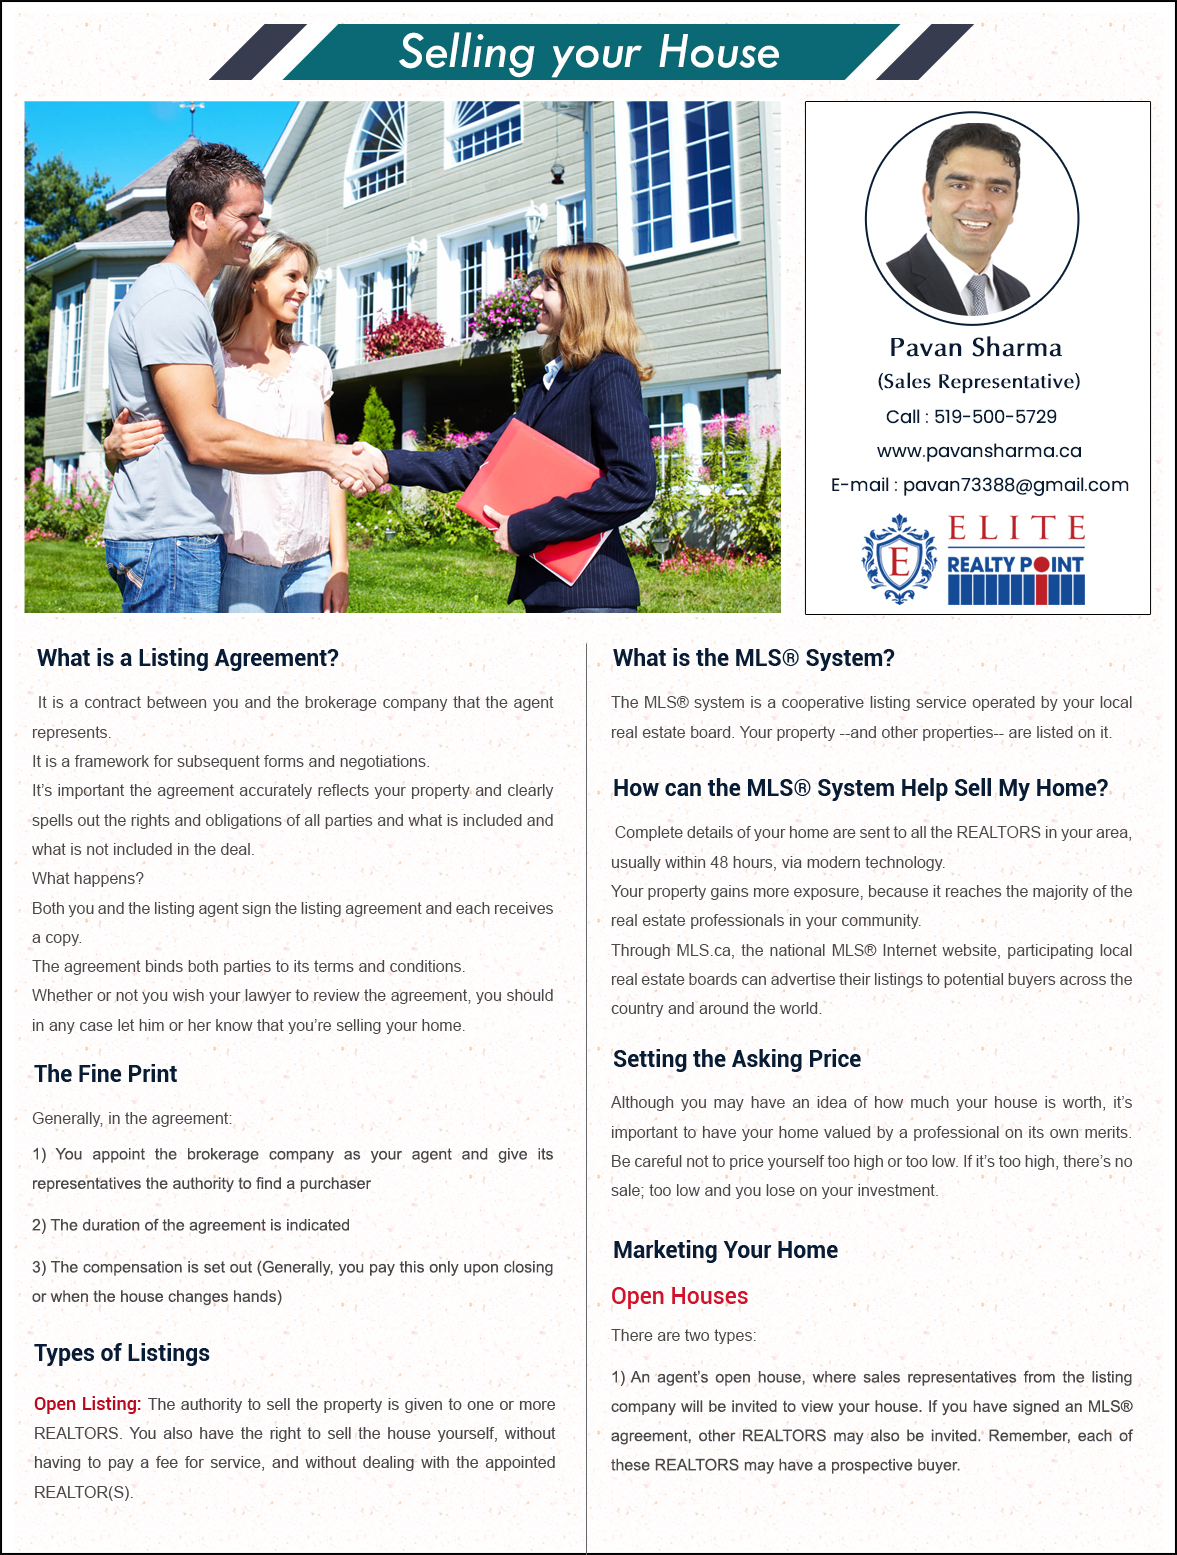 Selling your House
Pavan Sharma
(Sales Representative)
Call : 519-500-5729
www.pavansharma.ca
E-mail : pavan73388@gmail.com
E
ELITE
REALTY POINT
What is a Listing Agreement?
It is a contract between you and the brokerage company that the agent
represents.
It is a framework for subsequent forms and negotiations.
It’s important the agreement accurately reflects your property and clearly
spells out the rights and obligations of all parties and what is included and
what is not included in the deal.
What happens?
Both you and the listing agent sign the listing agreement and each receives
a copy.
The agreement binds both parties to its terms and conditions.
Whether or not you wish your lawyer to review the agreement, you should
in any case let him or her know that you’re selling your home.
The Fine Print
Generally, in the agreement:
1) You appoint the brokerage company as your agent and give its
representatives the authority to find a purchaser
2) The duration of the agreement is indicated
3) The compensation is set out (Generally, you pay this only upon closing
or when the house changes hands)
Types of Listings
Open Listing: The authority to sell the property is given to one or more
REALTORS. You also have the right to sell the house yourself, without
having to pay a fee for service, and without dealing with the appointed
REALTOR(S).
What is the MLS® System?
The MLS® system is a cooperative listing service operated by your local
real estate board. Your property --and other properties-- are listed on it.
How can the MLS® System Help Sell My Home?
Complete details of your home are sent to all the REALTORS in your area,
usually within 48 hours, via modern technology.
Your property gains more exposure, because it reaches the majority of the
real estate professionals in your community.
Through MLS.ca, the national MLS® Internet website, participating local
real estate boards can advertise their listings to potential buyers across the
country and around the world.
Setting the Asking Price
Although you may have an idea of how much your house is worth, it’s
important to have your home valued by a professional on its own merits.
Be careful not to price yourself too high or too low. If it’s too high, there’s no
sale; too low and you lose on your investment.
Marketing Your Home
Open Houses
There are two types:
1) An agent’s open house, where sales representatives from the listing
company will be invited to view your house. If you have signed an MLS®
agreement, other REALTORS may also be invited. Remember, each of
these REALTORS may have a prospective buyer.